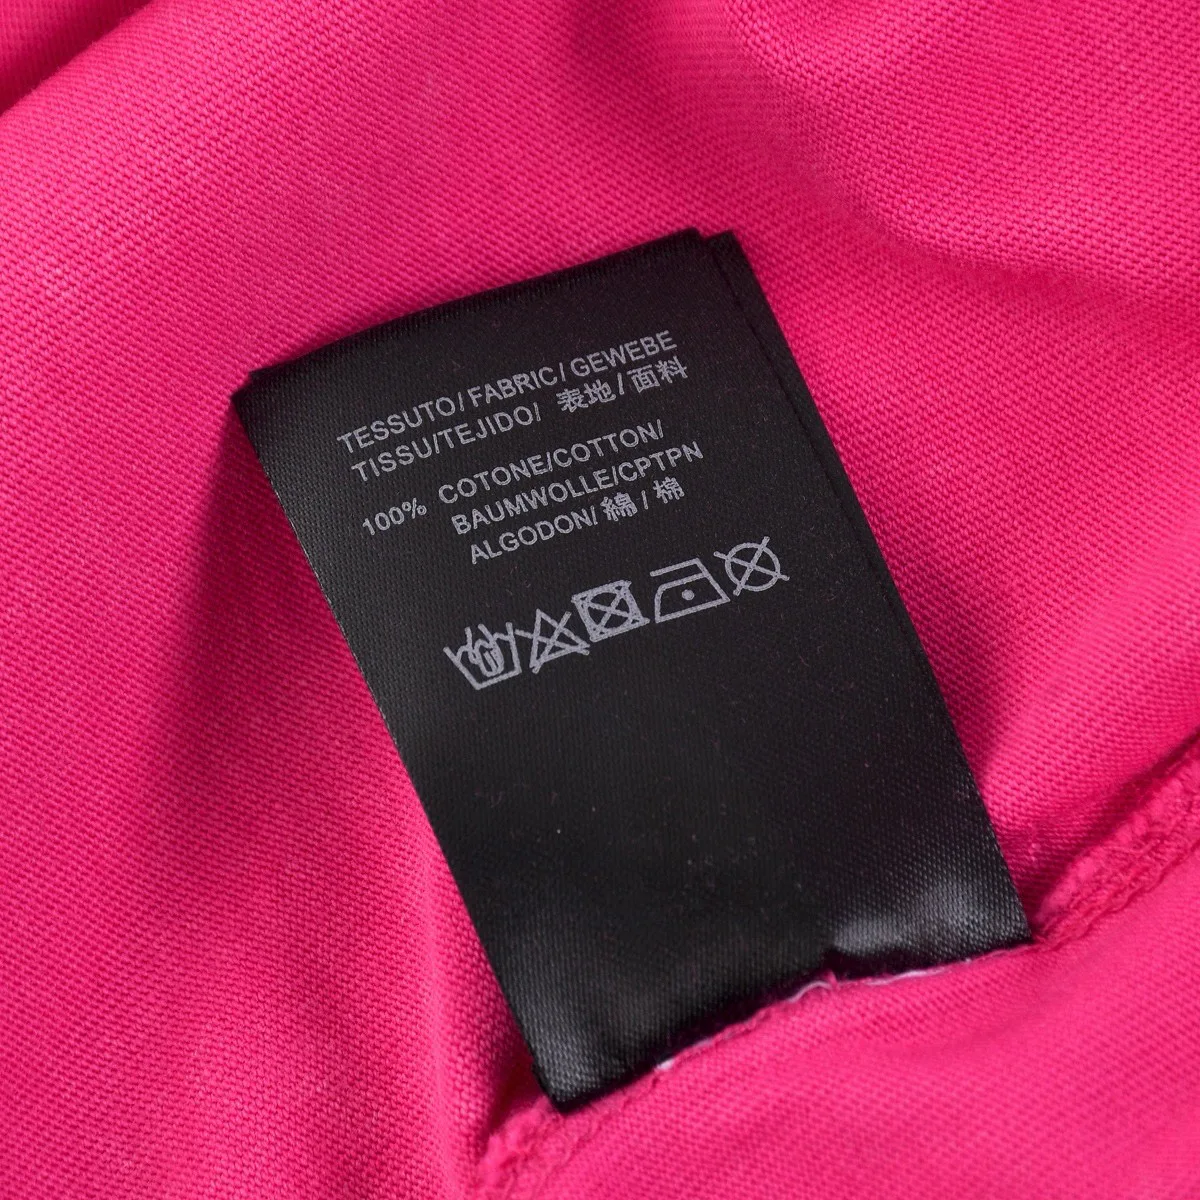 TESSUTO/FABRIC/GEWEBE
TISSU/TEJIDO/ 表地/面料
100% COTONE/COTTON/
BAUMWOLLE/CPTPN
ALGODON/ 綿/棉